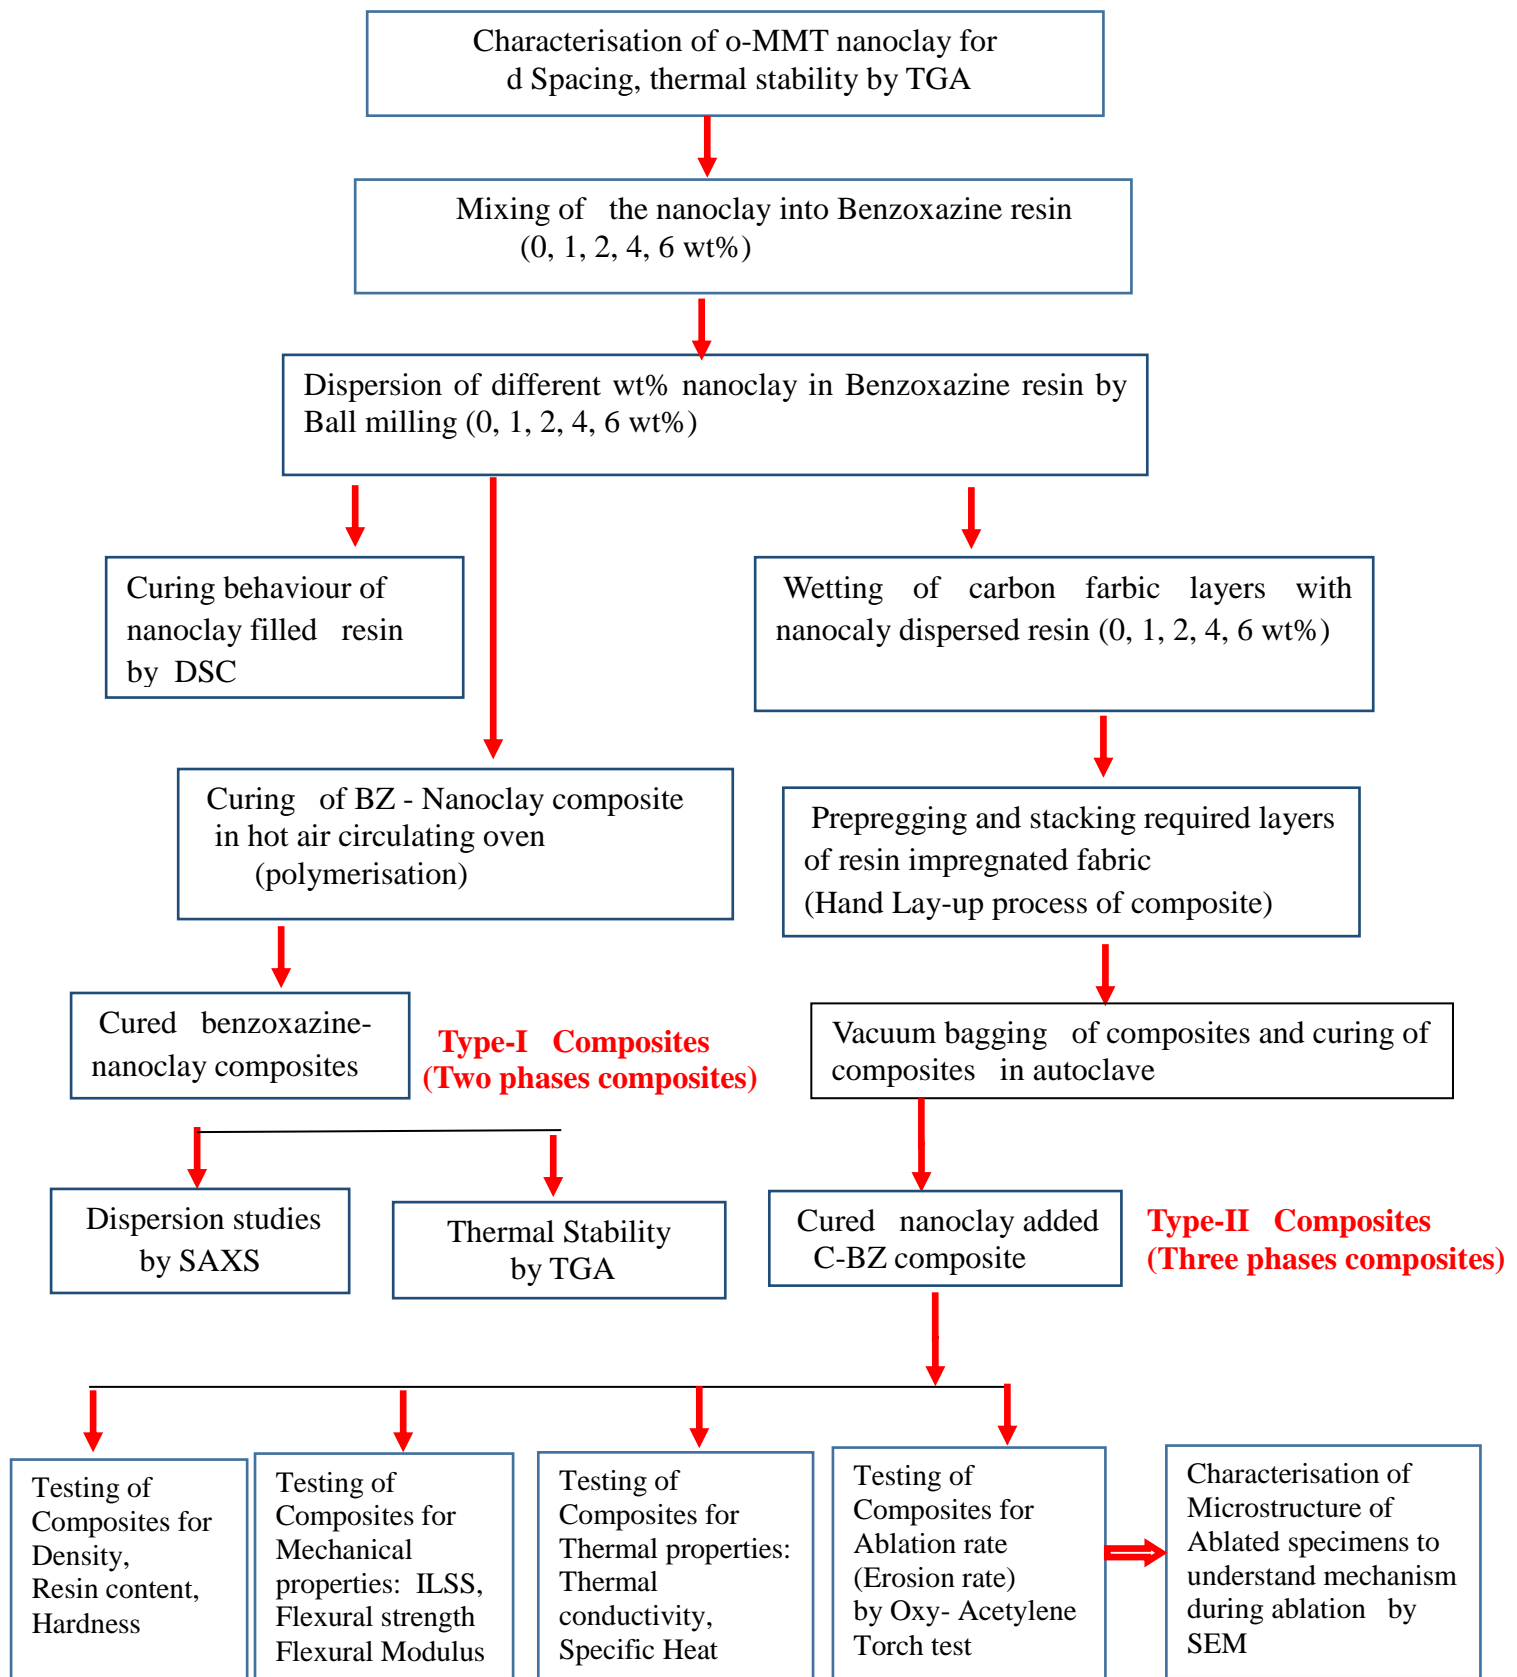 Characterisation of o-MMT nanoclay for
d Spacing, thermal stability by TGA
Mixing of the nanoclay into Benzoxazine resin
(0, 1, 2, 4, 6 wt%)
Dispersion of different wt% nanoclay in Benzoxazine resin by
Ball milling (0, 1, 2, 4, 6 wt%)
Curing behaviour of
nanoclay filled resin
by DSC
Wetting of carbon farbic layers with
nanocaly dispersed resin (0, 1, 2, 4, 6 wt%)
Curing of BZ - Nanoclay composite
in hot air circulating oven
(polymerisation)
Prepregging and stacking required layers
of resin impregnated fabric
(Hand Lay-up process of composite)
Cured benzoxazine-
nanoclay composites
Type-I Composites
(Two phases composites)
Vacuum bagging of composites and curing of
composites in autoclave
Dispersion studies
by SAXS
Thermal Stability
by TGA
Cured nanoclay added
C-BZ composite
Type-II Composites
(Three phases composites)
Testing of
Composites for
Density,
Resin content,
Hardness
Testing of
Composites for
Mechanical
properties: ILSS,
Flexural strength
Flexural Modulus
Testing of
Composites for
Thermal properties:
Thermal
conductivity,
Specific Heat
Testing of
Composites for
Ablation rate
(Erosion rate)
by Oxy- Acetylene
Torch test
Characterisation of
Microstructure of
Ablated specimens to
understand mechanism
during ablation by
SEM